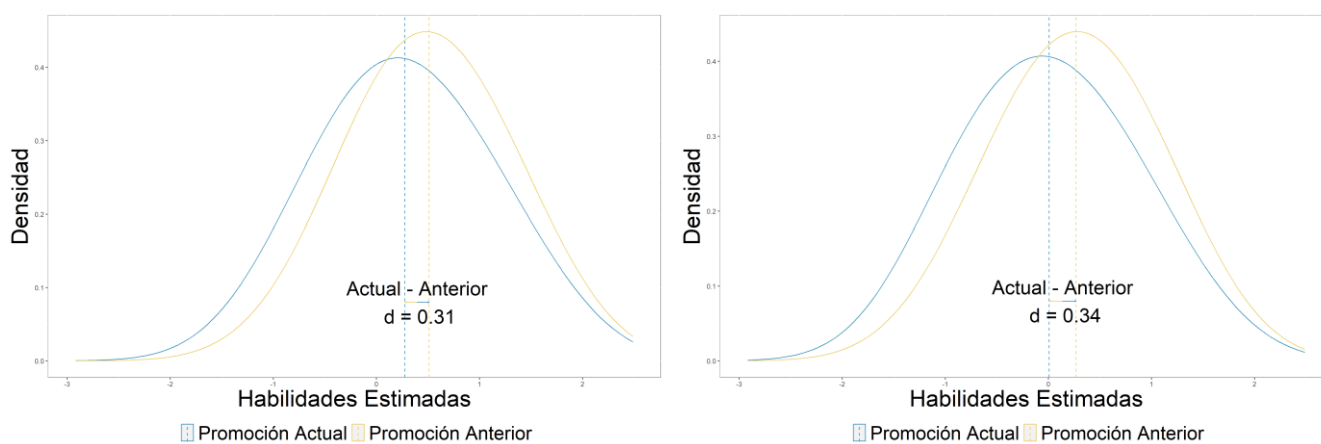 Densidad
0.4
0.3
0.2
0.1
0.0
Actual - Anterior
d = 0.31
-3
-2
-1
0
1
2
Habilidades Estimadas
Promoción Actual
Promoción Anterior
Densidad
0.4
0.3
0.2
0.1
0.0
Actual - Anterior
d = 0.34
-3
-2
-1
0
1
2
Habilidades Estimadas
Promoción Actual
Promoción Anterior